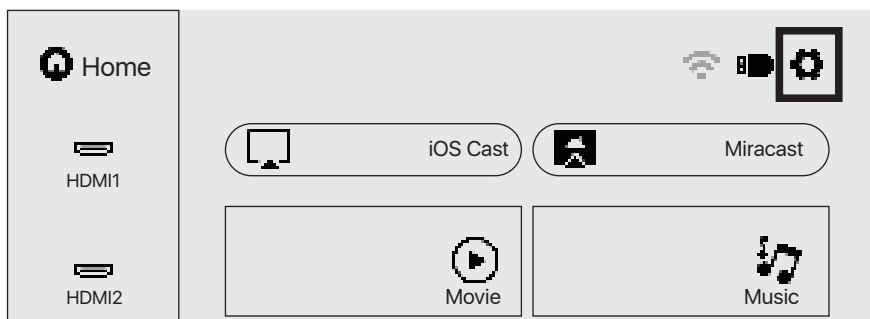 Home
iOS Cast
Miracast
HDMI1
HDMI2
Movie
Music